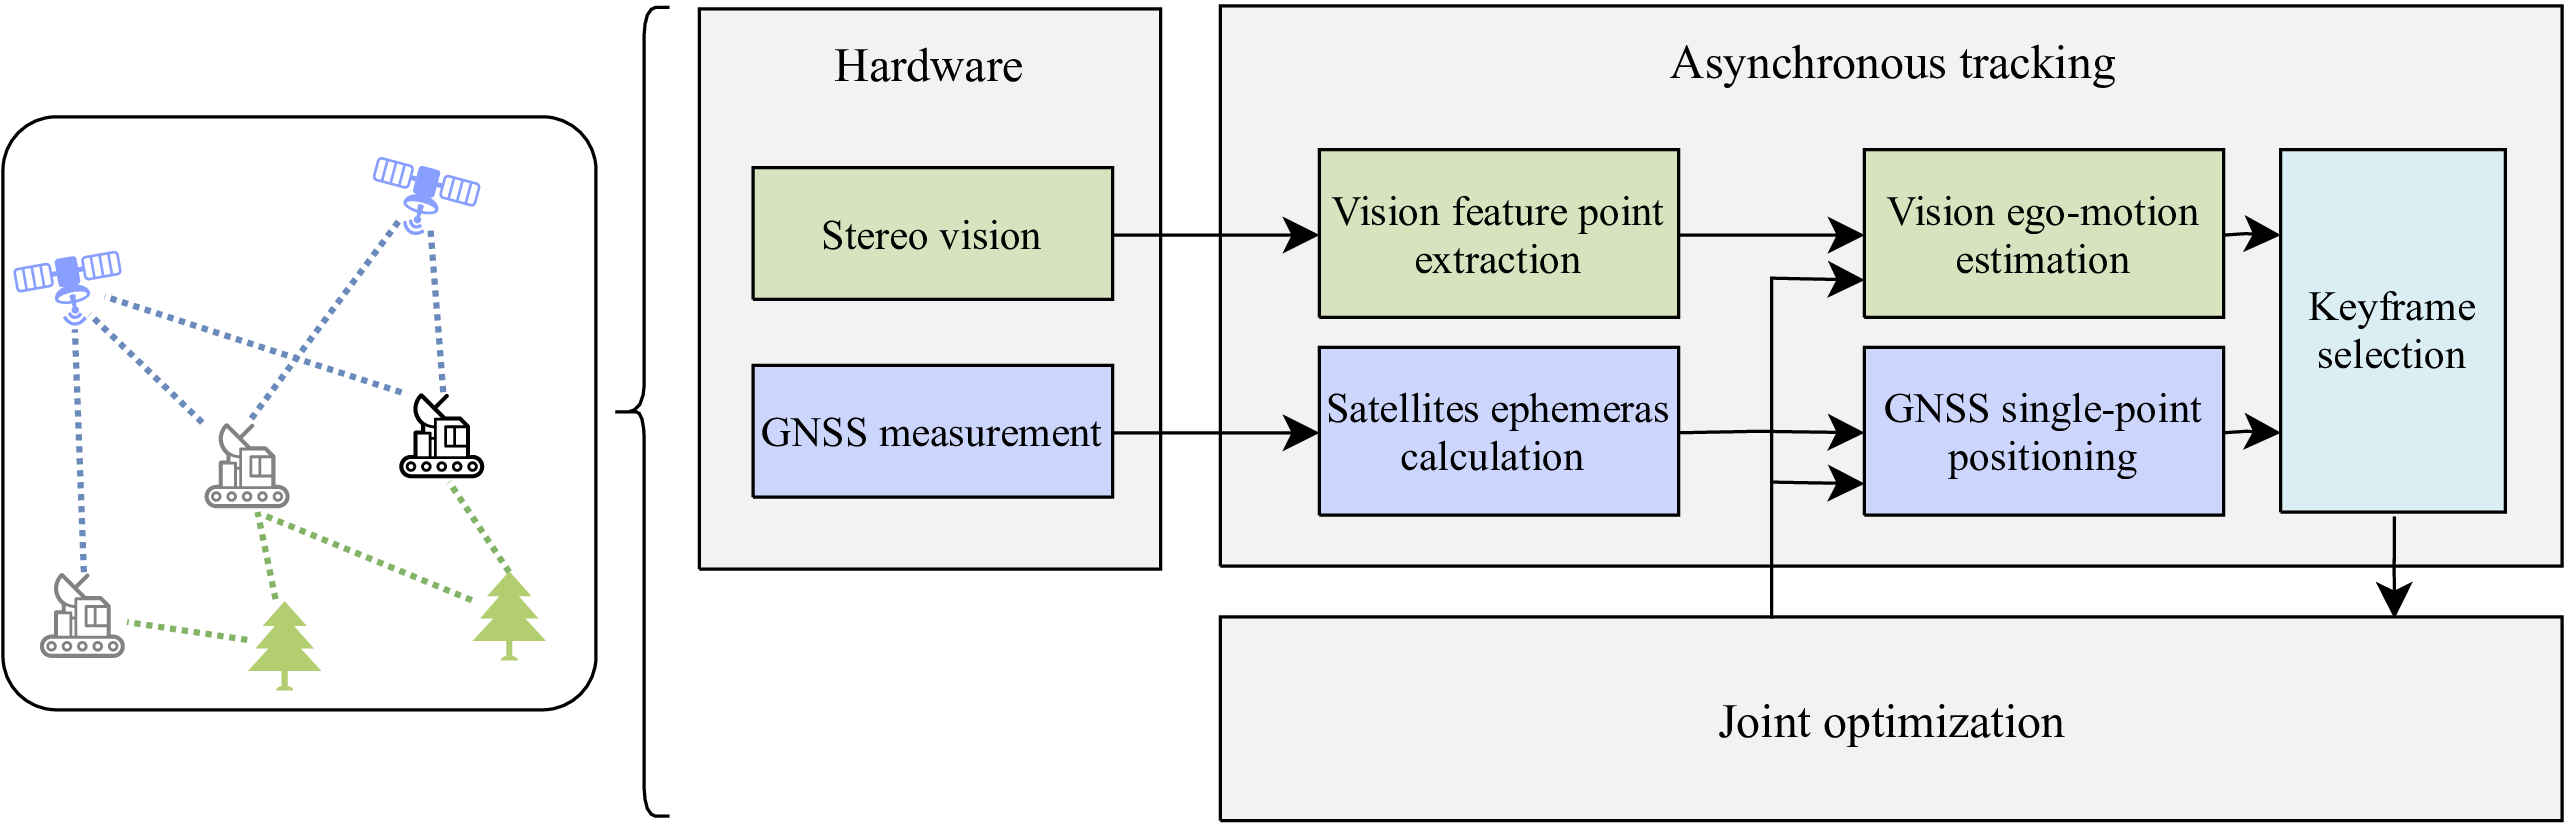 Hardware
Stereo vision
GNSS measurement
Asynchronous tracking
Vision feature point
extraction
Vision ego-motion
estimation
Satellites ephemeras
calculation
GNSS single-point
positioning
Keyframe
selection
Joint optimization